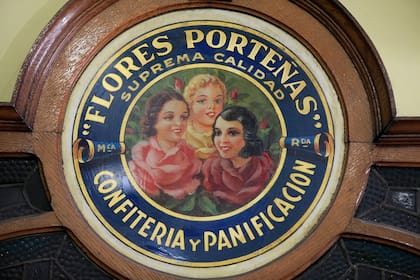 "FLORES PORTEÑAS"
SUPREMA CALIDAD
MCA RDA
CONFITERIA Y PANIFICACION